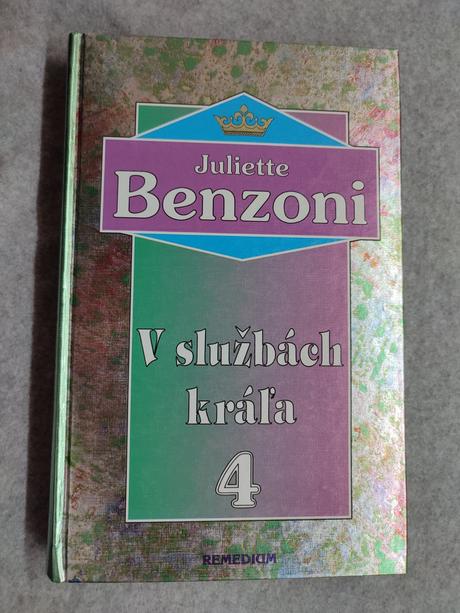 Juliette
Benzoni
V službách
kráľa
4
REMEDIUM